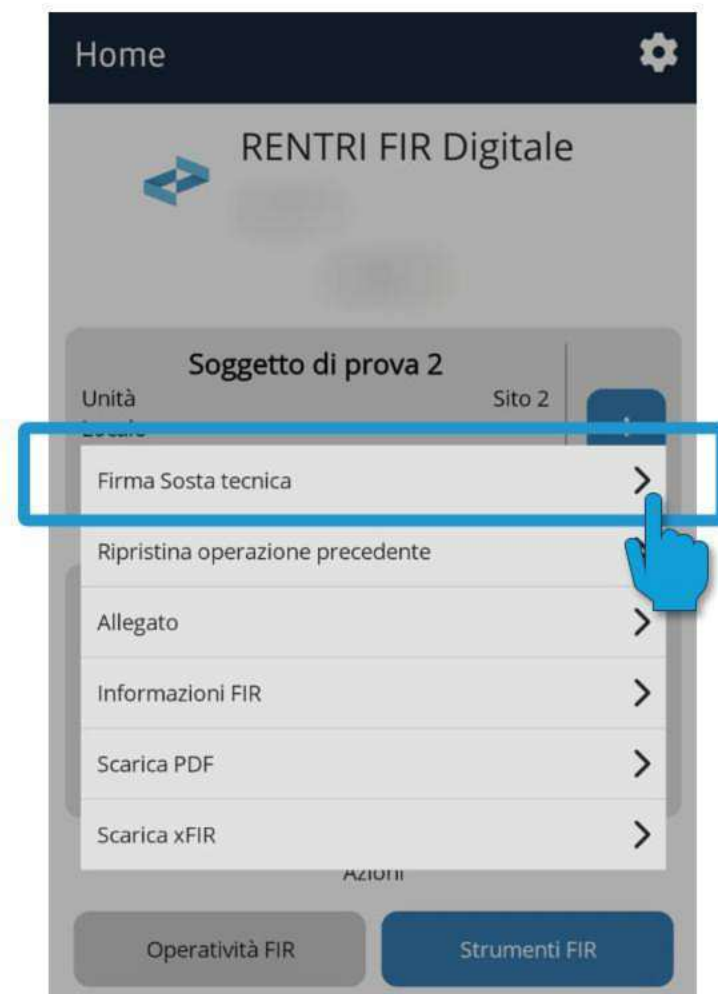 Home
RENTRI FIR Digitale
Soggetto di prova 2
Unità
Sito 2
Firma Sosta tecnica
Ripristina operazione precedente
Allegato
Informazioni FIR
Scarica PDF
Scarica xFIR
Azioni
Operatività FIR
Strumenti FIR